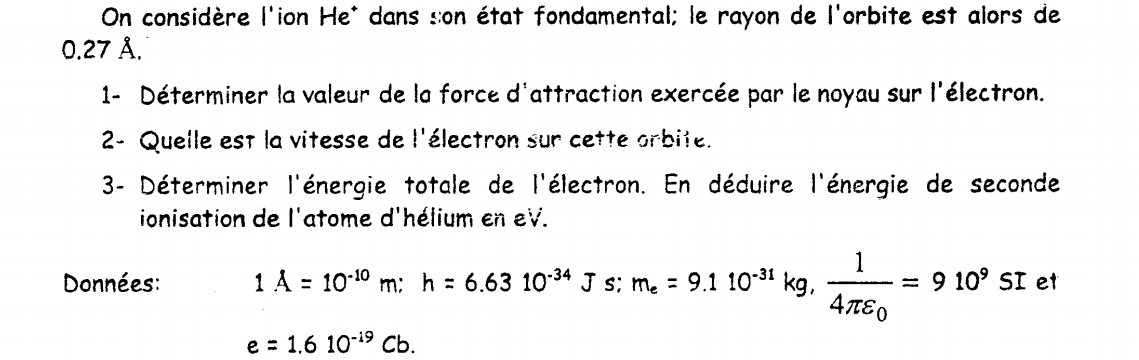 On considère l'ion He⁺ dans son état fondamental; le rayon de l'orbite est alors de
0.27 Å.
1- Déterminer la valeur de la force d'attraction exercée par le noyau sur l'électron.
2- Quelle est la vitesse de l'électron sur cette orbite.
3- Déterminer l'énergie totale de l'électron. En déduire l'énergie de seconde
ionisation de l'atome d'hélium en eV.
Données: 1 Å = 10⁻¹⁰ m; h = 6.63 10⁻³⁴ J s; mₑ = 9.1 10⁻³¹ kg, 1/(4πε₀) = 9 10⁹ SI et
e = 1.6 10⁻¹⁹ Cb.